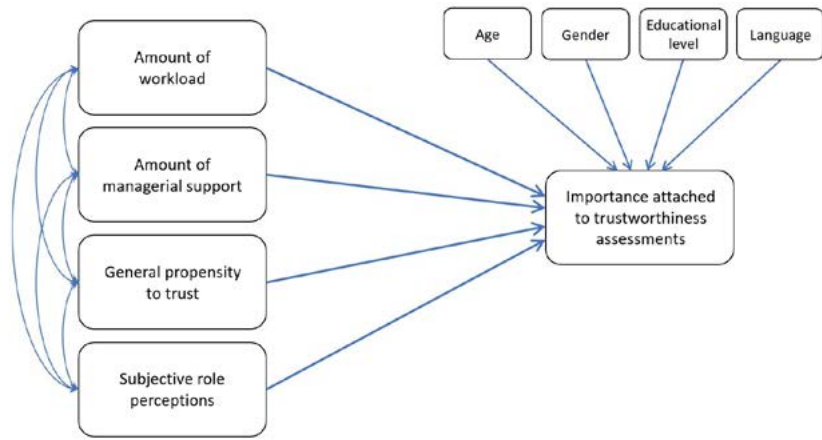 Age
Gender
Educational
level
Language
Amount of
workload
Amount of
managerial support
General propensity
to trust
Subjective role
perceptions
Importance attached
to trustworthiness
assessments